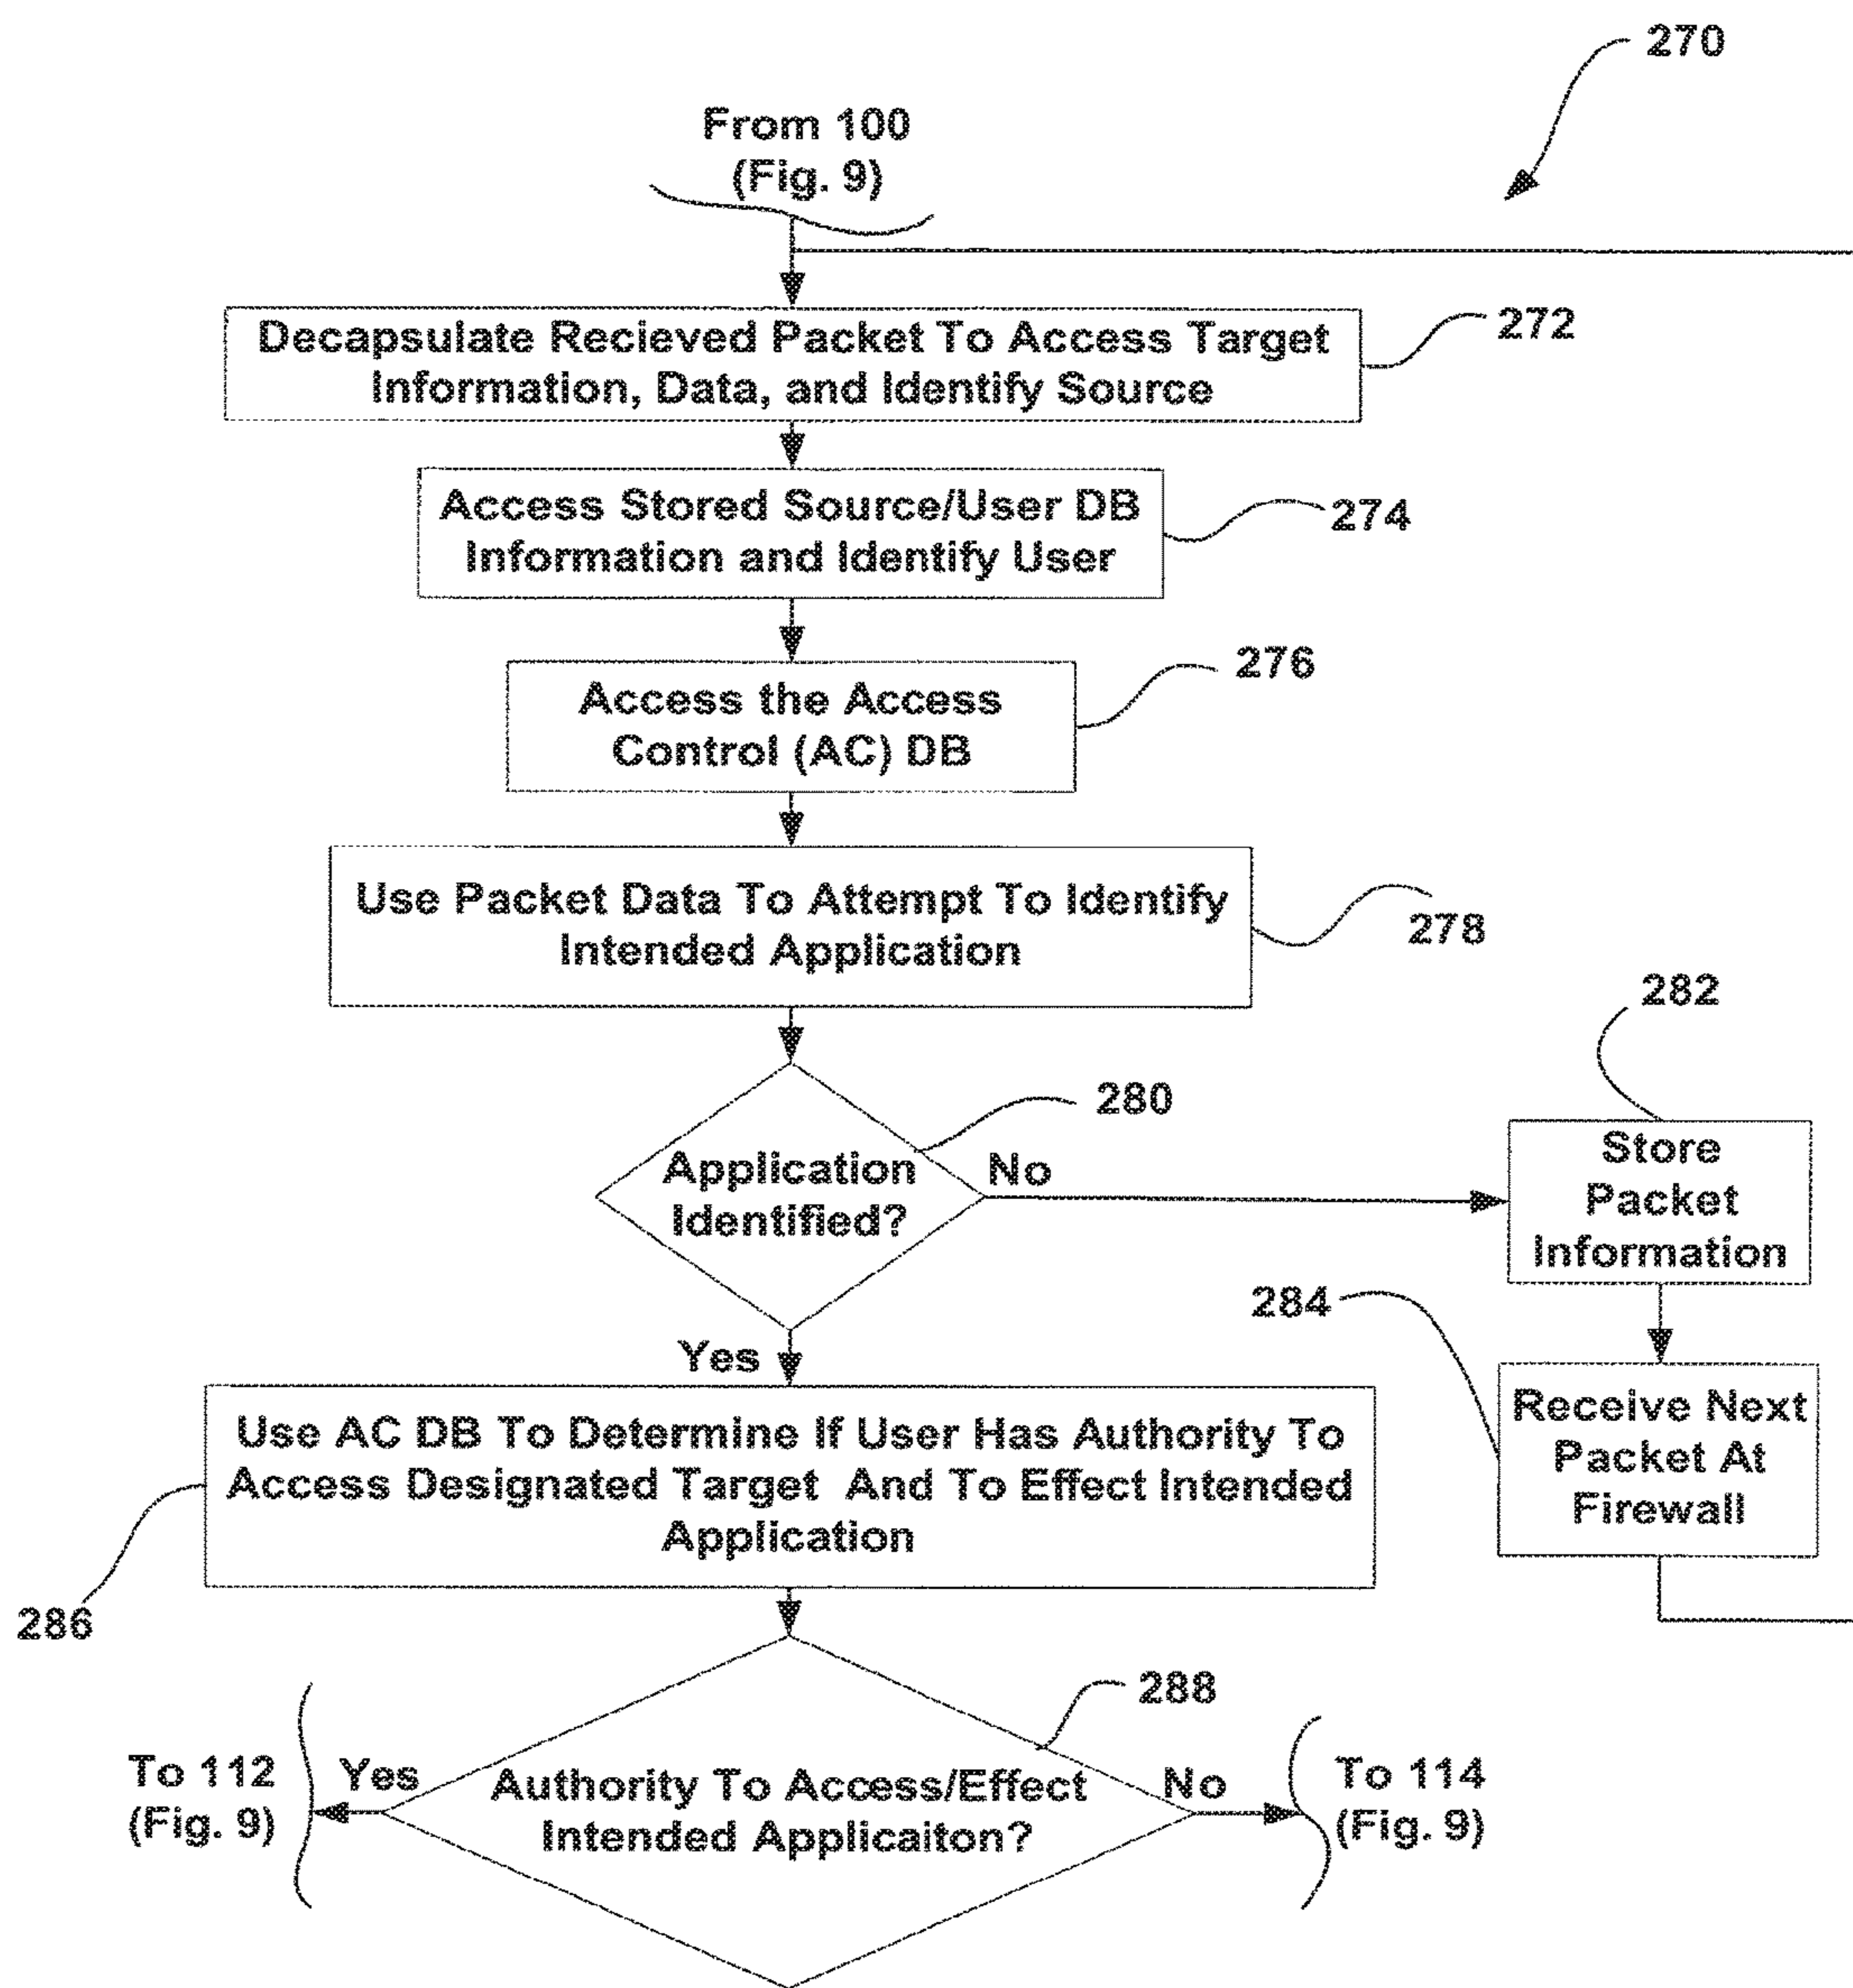 270
From 100
(Fig. 9)
Decapsulate Recieved Packet To Access Target
Information, Data, and Identify Source
272
Access Stored Source/User DB
Information and Identify User
274
Access the Access
Control (AC) DB
276
Use Packet Data To Attempt To Identify
Intended Application
278
Application
Identified?
280
No
282
Store
Packet
Information
284
Receive Next
Packet At
Firewall
Yes
Use AC DB To Determine If User Has Authority To
Access Designated Target And To Effect Intended
Application
286
288
Authority To Access/Effect
Intended Applicaiton?
Yes
To 112
(Fig. 9)
No
To 114
(Fig. 9)